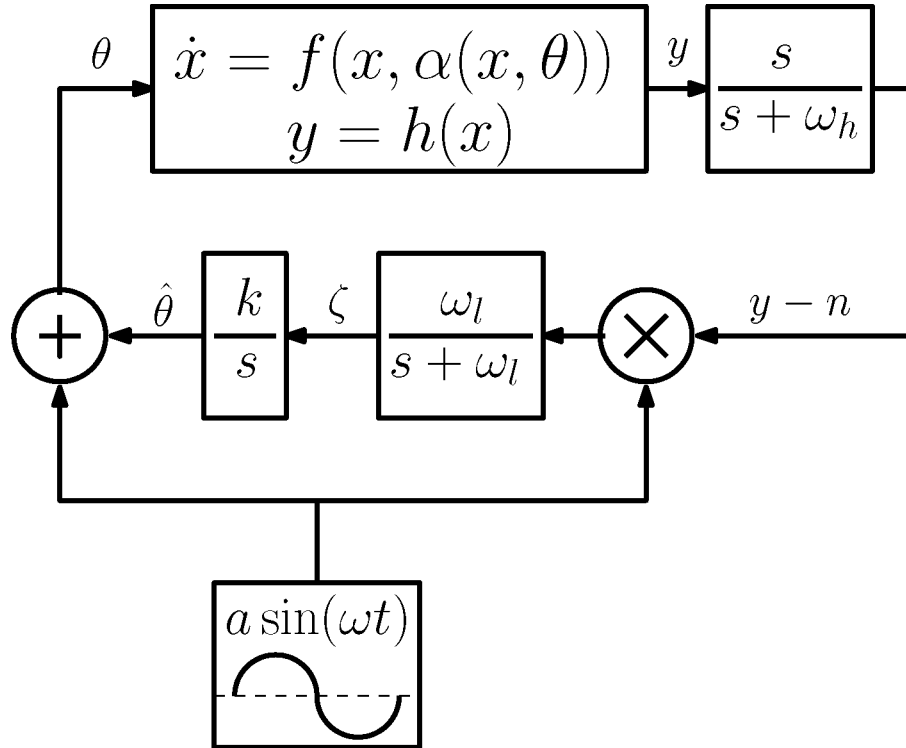 θ
ẋ = f(x, α(x, θ))
y = h(x)
y
s
s + ω_h
+
θ̂
k
s
ζ
ω_l
s + ω_l
×
y − n
a sin(ωt)